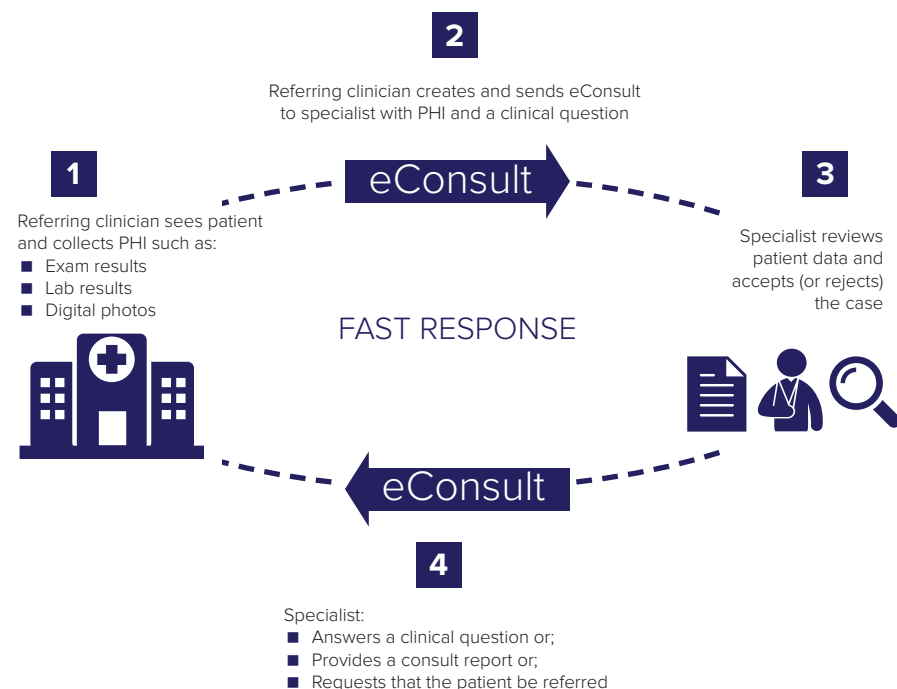 2
Referring clinician creates and sends eConsult
to specialist with PHI and a clinical question
1
eConsult
3
Referring clinician sees patient
and collects PHI such as:
■ Exam results
■ Lab results
■ Digital photos
Specialist reviews
patient data and
accepts (or rejects)
the case
FAST RESPONSE
eConsult
4
Specialist:
■ Answers a clinical question or;
■ Provides a consult report or;
■ Requests that the patient be referred